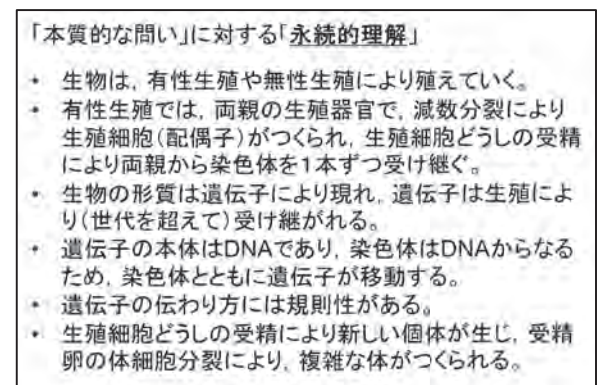 「本質的な問い」に対する「永続的理解」
・ 生物は，有性生殖や無性生殖により殖えていく。
・ 有性生殖では，両親の生殖器官で，減数分裂により
生殖細胞（配偶子）がつくられ，生殖細胞どうしの受精
により両親から染色体を１本ずつ受け継ぐ。
・ 生物の形質は遺伝子により現れ，遺伝子は生殖によ
り（世代を超えて）受け継がれる。
・ 遺伝子の本体はDNAであり，染色体はDNAからなる
ため，染色体とともに遺伝子が移動する。
・ 遺伝子の伝わり方には規則性がある。
・ 生殖細胞どうしの受精により新しい個体が生じ，受精
卵の体細胞分裂により，複雑な体がつくられる。